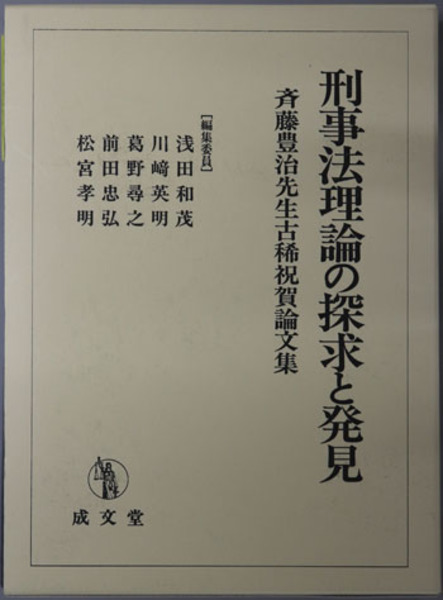 刑事法理論の探求と発見
斉藤豊治先生古稀祝賀論文集
[編集委員]
浅田和茂
川﨑英明
葛野尋之
前田忠弘
松宮孝明
成文堂